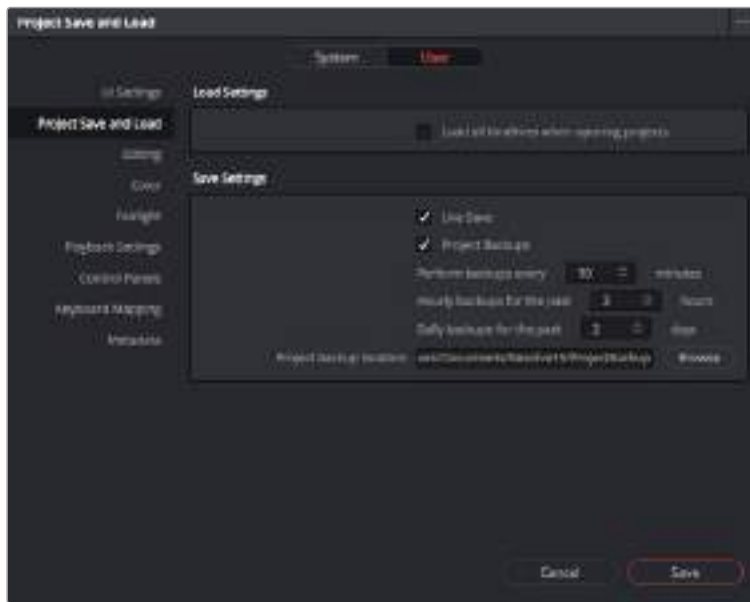 Project Save and Load
System User
UI Settings
Project Save and Load
Editing
Color
Fairlight
Playback Settings
Control Panels
Keyboard Mapping
Metadata
Load Settings
Load all timelines when opening projects
Save Settings
Live Save
Project Backups
Perform backups every 10 minutes
Hourly backups for the past hours
Daily backups for the past days
Project backup location Browse
Cancel Save